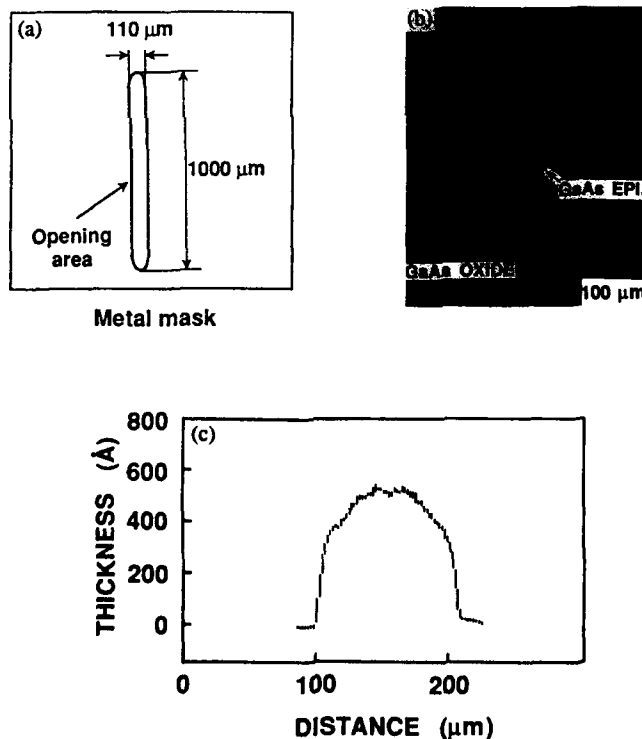 (a)
110 µm
1000 µm
Opening
area
Metal mask
(b)
GaAs EPI.
GaAs OXIDE
100 µm
(c)
THICKNESS (Å)
800
600
400
200
0
0
100
200
DISTANCE (µm)